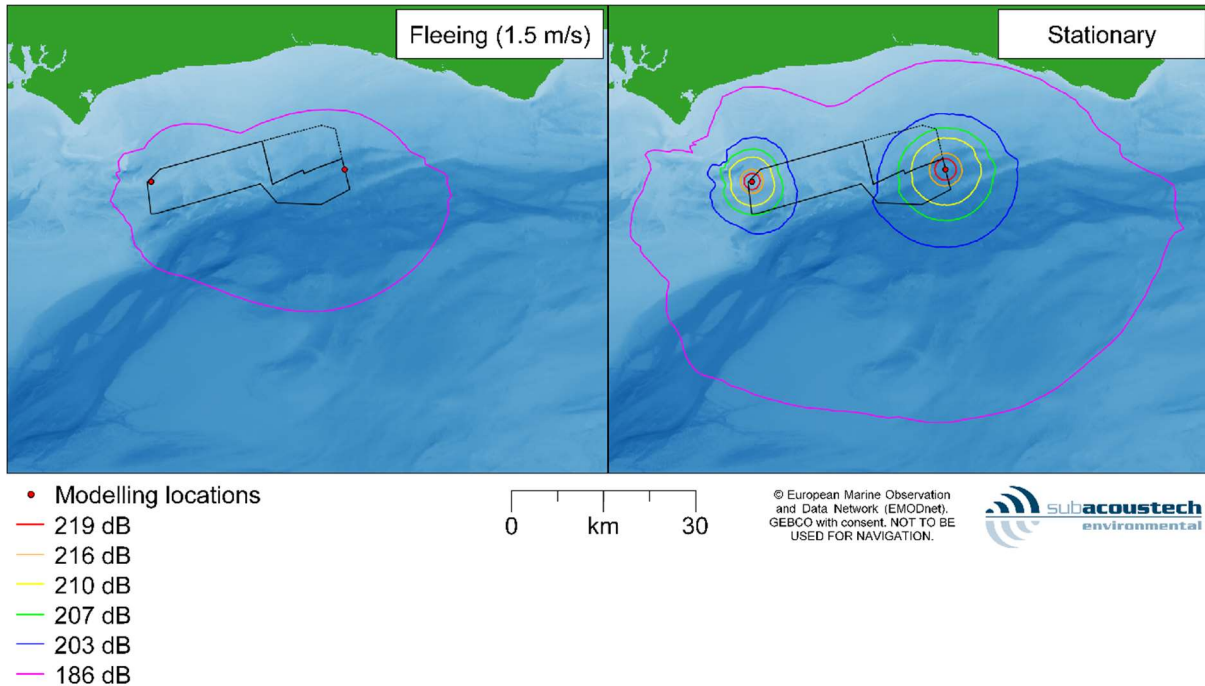 Fleeing (1.5 m/s)
Stationary
Modelling locations
219 dB
216 dB
210 dB
207 dB
203 dB
186 dB
0 km 30
© European Marine Observation
and Data Network (EMODnet).
GEBCO with consent. NOT TO BE
USED FOR NAVIGATION.
subacoustech
environmental